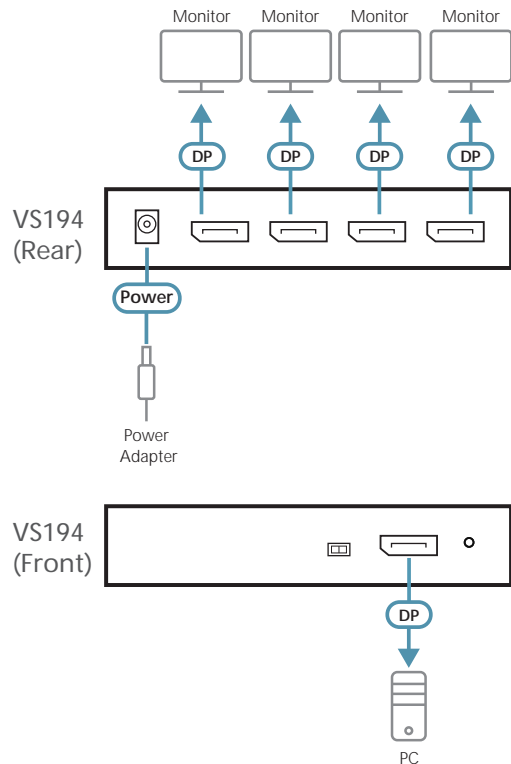 Monitor Monitor Monitor Monitor
DP DP DP DP
VS194
(Rear)
Power
Power
Adapter
VS194
(Front)
DP
PC